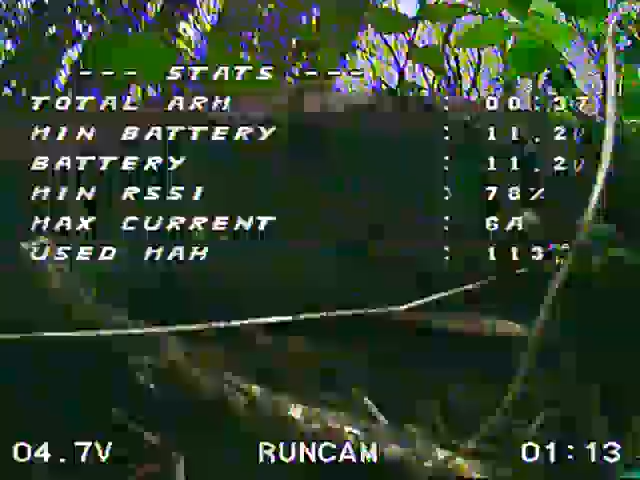 --- STATS ---
TOTAL ARM : 00:37
MIN BATTERY : 11.2V
BATTERY : 11.2V
MIN RSSI : 78%
MAX CURRENT : 6A
USED MAH : 113
04.7V RUNCAM 01:13